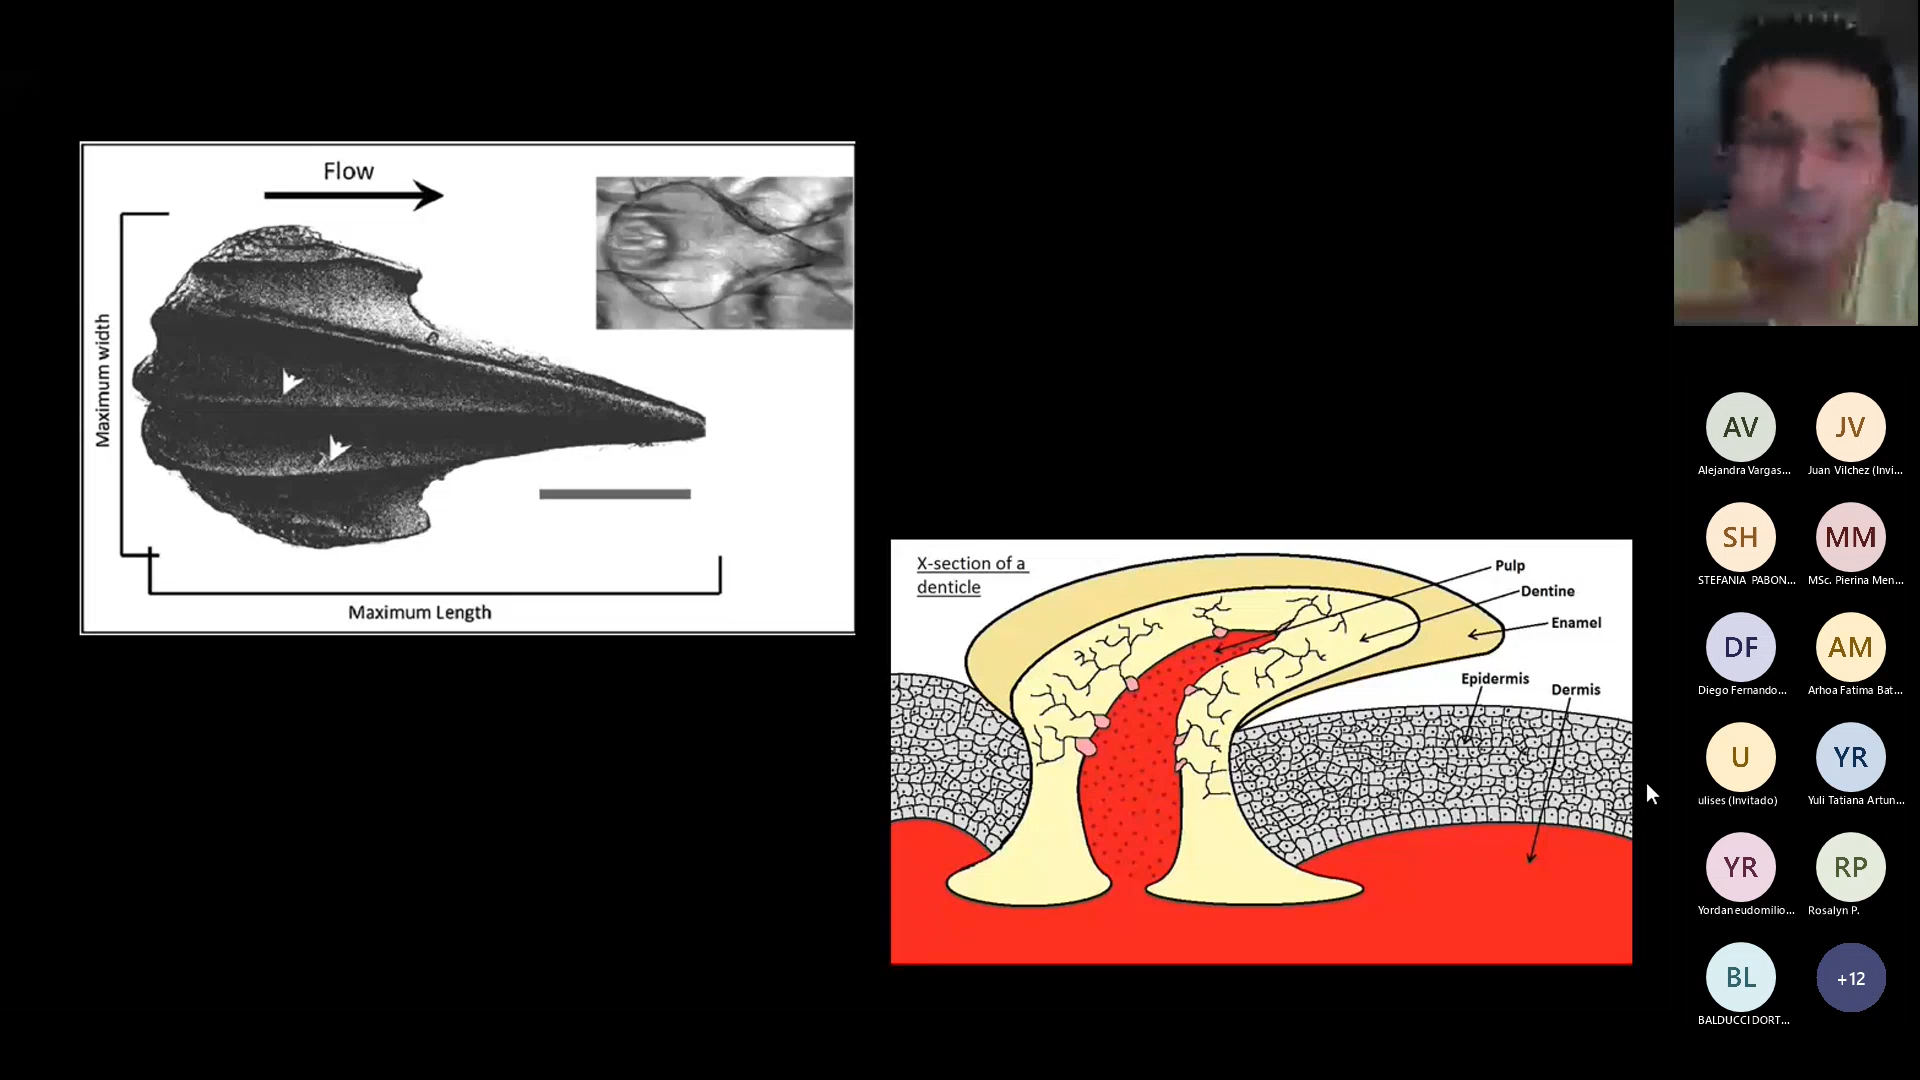 Flow
Maximum width
Maximum Length
X-section of a
denticle
Pulp
Dentine
Enamel
Epidermis
Dermis
AV
Alejandra Vargas...
JV
Juan Vilchez (Invi...
SH
STEFANIA PABON...
MM
MSc. Pierina Men...
DF
Diego Fernando...
AM
Arhoa Fatima Bat...
U
ulises (Invitado)
YR
Yuli Tatiana Artun...
YR
Yordan eudomilio...
RP
Rosalyn P.
BL
BALDUCCI DORT...
+12